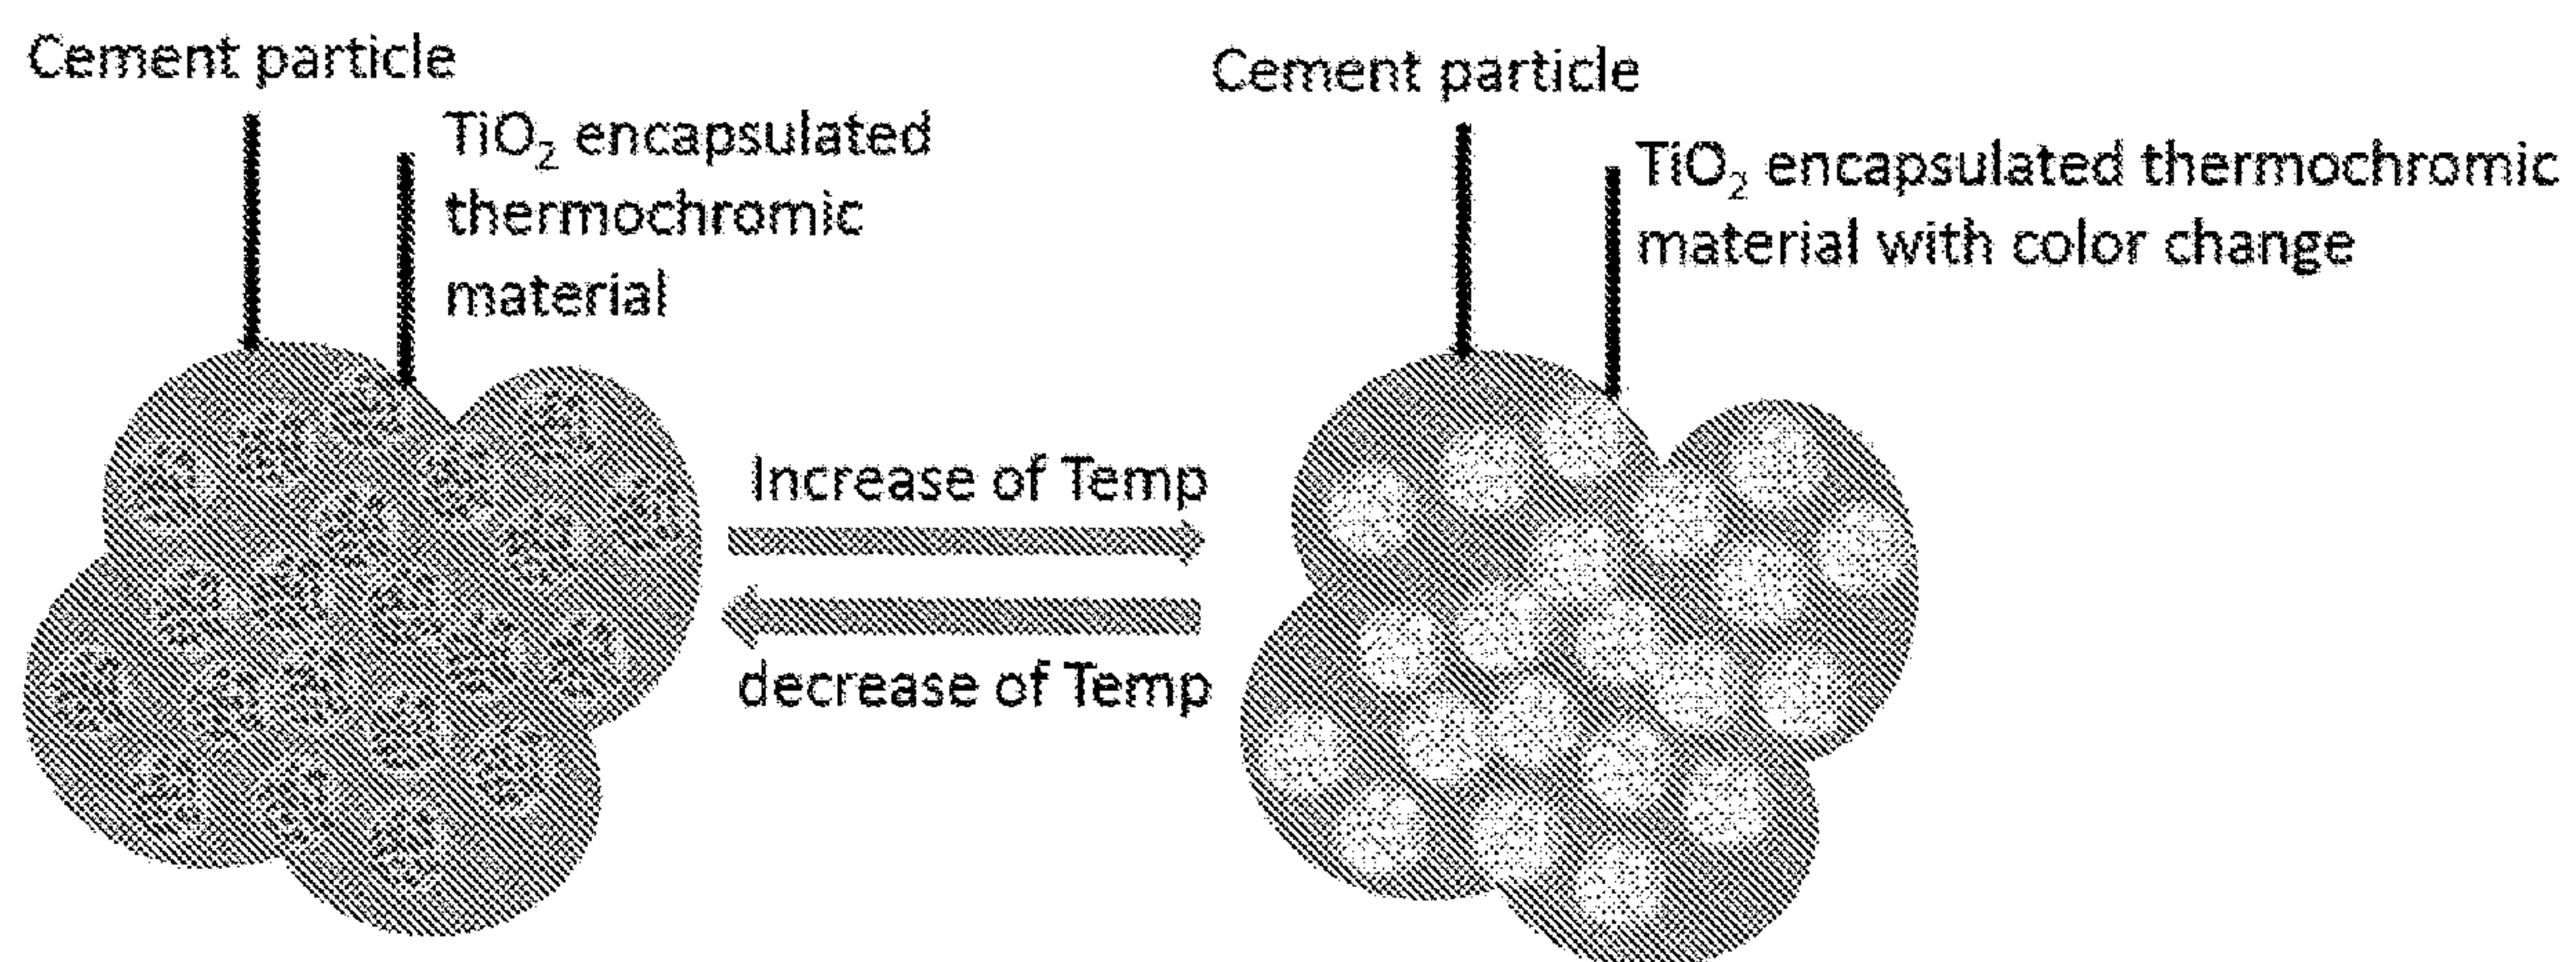 Cement particle
TiO₂ encapsulated
thermochromic
material
Increase of Temp
decrease of Temp
Cement particle
TiO₂ encapsulated thermochromic
material with color change